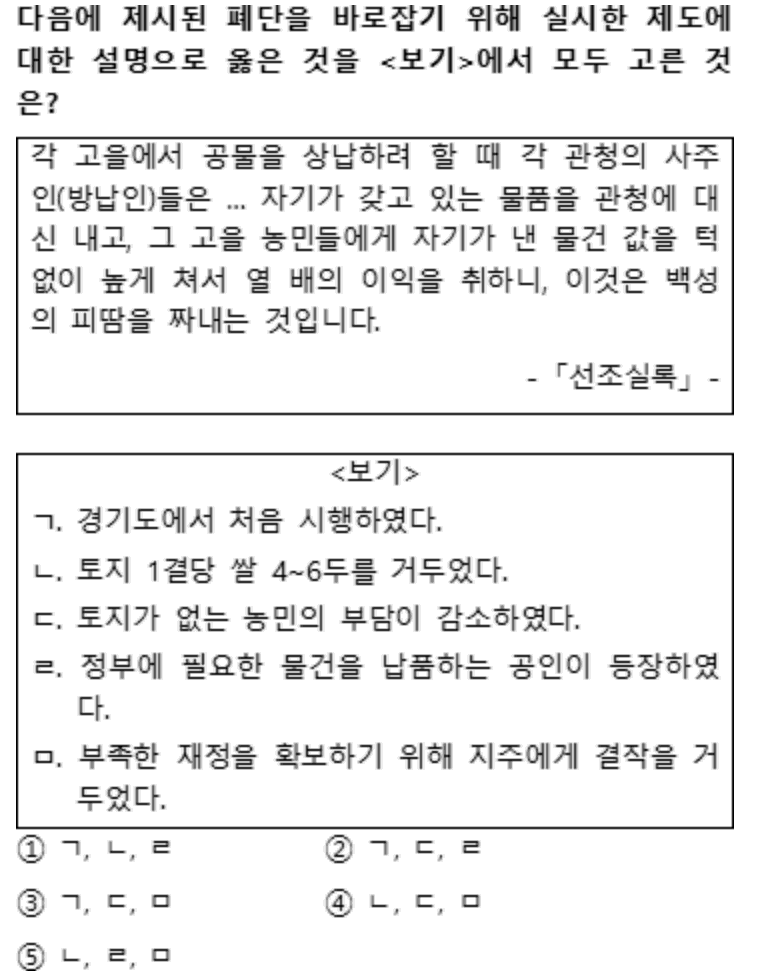 다음에 제시된 폐단을 바로잡기 위해 실시한 제도에
대한 설명으로 옳은 것을 <보기>에서 모두 고른 것
은?
각 고을에서 공물을 상납하려 할 때 각 관청의 사주
인(방납인)들은 ... 자기가 갖고 있는 물품을 관청에 대
신 내고, 그 고을 농민들에게 자기가 낸 물건 값을 턱
없이 높게 쳐서 열 배의 이익을 취하니, 이것은 백성
의 피땀을 짜내는 것입니다.
-「선조실록」-
<보기>
ㄱ. 경기도에서 처음 시행하였다.
ㄴ. 토지 1결당 쌀 4~6두를 거두었다.
ㄷ. 토지가 없는 농민의 부담이 감소하였다.
ㄹ. 정부에 필요한 물건을 납품하는 공인이 등장하였
다.
ㅁ. 부족한 재정을 확보하기 위해 지주에게 결작을 거
두었다.
① ㄱ, ㄴ, ㄹ ② ㄱ, ㄷ, ㄹ
③ ㄱ, ㄷ, ㅁ ④ ㄴ, ㄷ, ㅁ
⑤ ㄴ, ㄹ, ㅁ